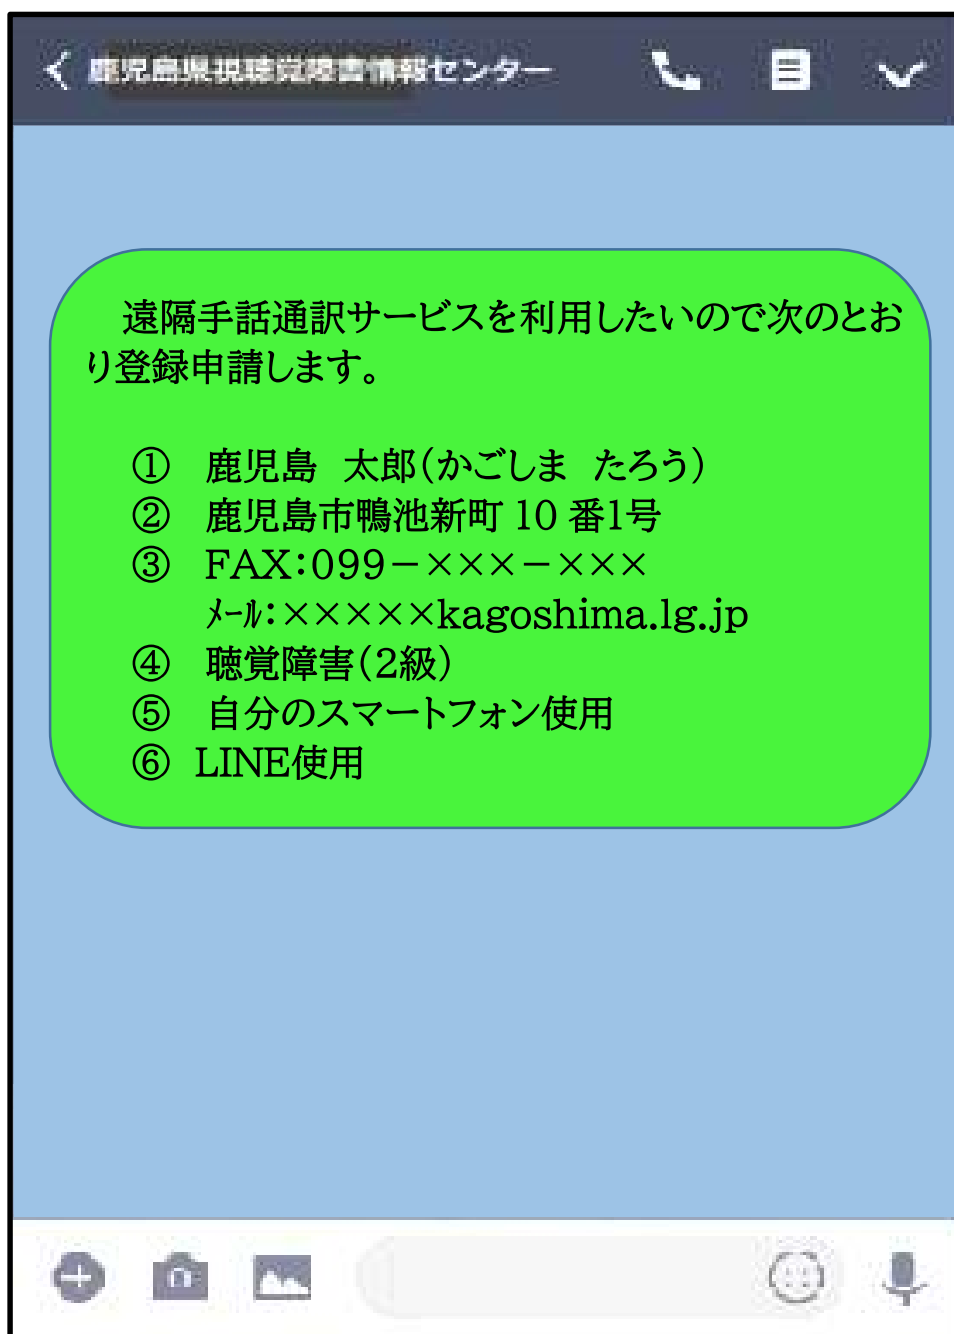 鹿児島県視聴覚障害情報センター
遠隔手話通訳サービスを利用したいので次のとお
り登録申請します。
①　鹿児島　太郎（かごしま　たろう）
②　鹿児島市鴨池新町 10 番1号
③　FAX：099－×××－×××
ﾒｰﾙ：×××××kagoshima.lg.jp
④　聴覚障害（2級）
⑤　自分のスマートフォン使用
⑥　LINE使用